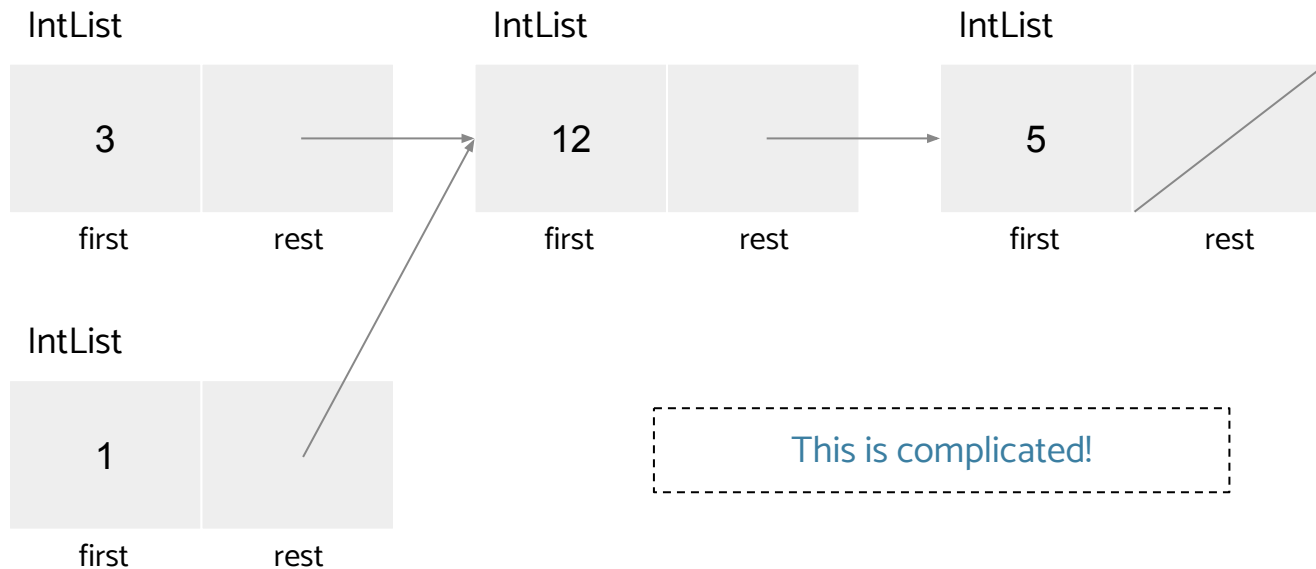 IntList IntList IntList
3 12 5
first rest first rest first rest
IntList
1
This is complicated!
first rest